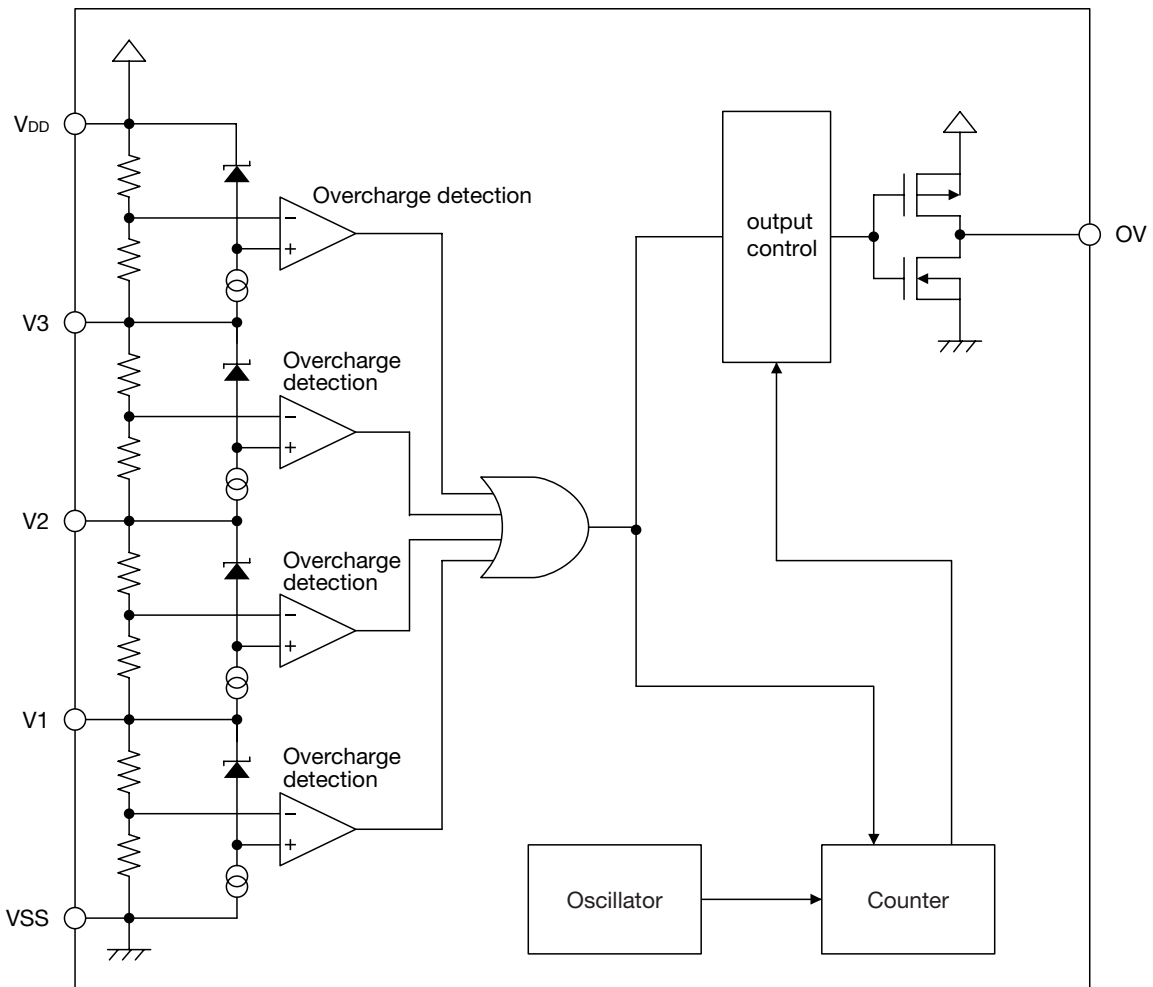 VDD
Overcharge detection
−
+
output
control
OV
V3
Overcharge
detection
−
+
V2
Overcharge
detection
−
+
V1
Overcharge
detection
−
+
Oscillator
Counter
VSS